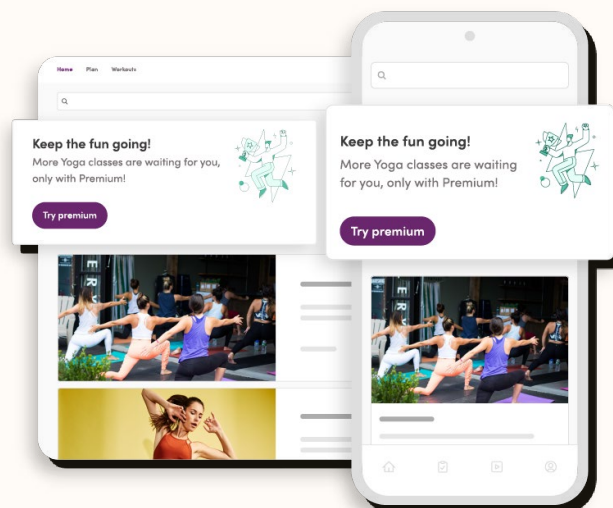 Home Plan Workouts
Keep the fun going!
More Yoga classes are waiting for you,
only with Premium!
Try premium
Keep the fun going!
More Yoga classes are waiting
for you, only with Premium!
Try premium